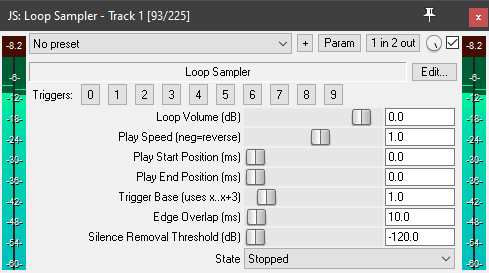 JS: Loop Sampler - Track 1 [93/225]
-8.2 No preset + Param 1 in 2 out -8.2
-6- Loop Sampler Edit... -6-
-12- Triggers: 0 1 2 3 4 5 6 7 8 9 -12-
-18- Loop Volume (dB) 0.0 -18-
-24- Play Speed (neg=reverse) 1.0 -24-
-30- Play Start Position (ms) 0.0 -30-
-36- Play End Position (ms) 0.0 -36-
-42- Trigger Base (uses x..x+3) 1.0 -42-
-48- Edge Overlap (ms) 10.0 -48-
-54- Silence Removal Threshold (dB) -120.0 -54-
-60- State Stopped -60-